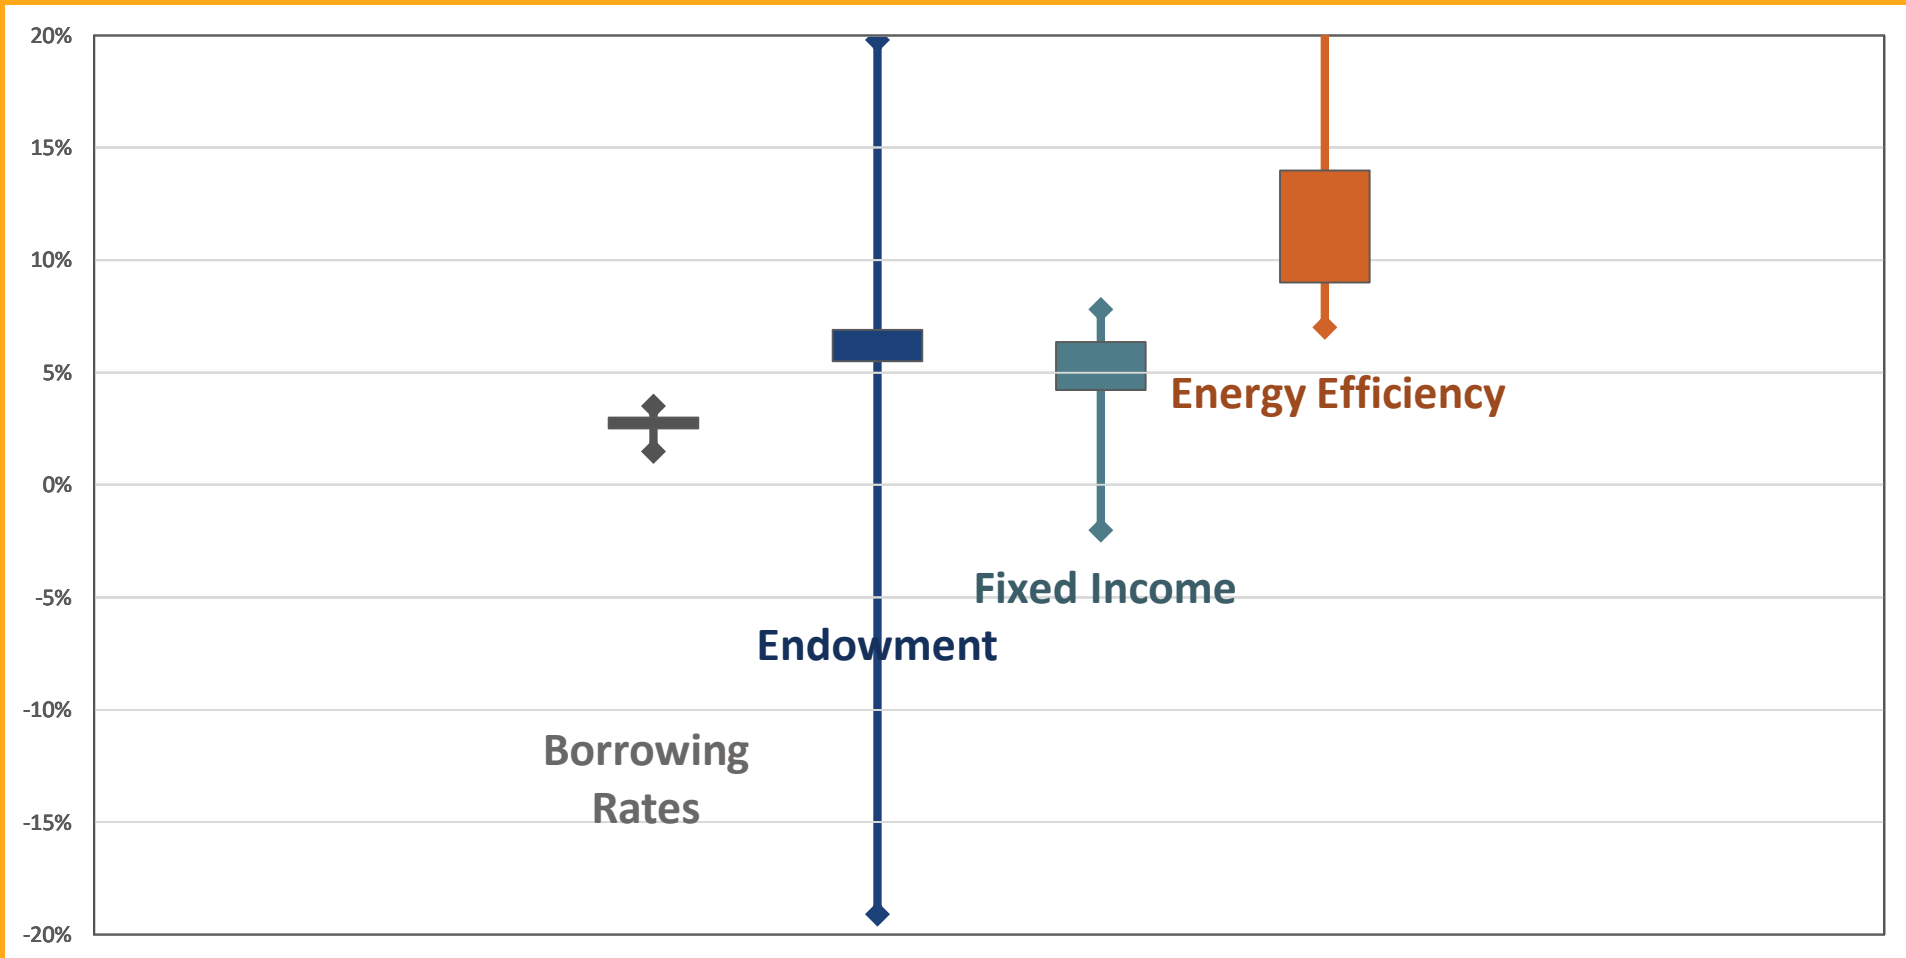 20%
15%
10%
5%
0%
-5%
-10%
-15%
-20%
Energy Efficiency
Fixed Income
Endowment
Borrowing
Rates